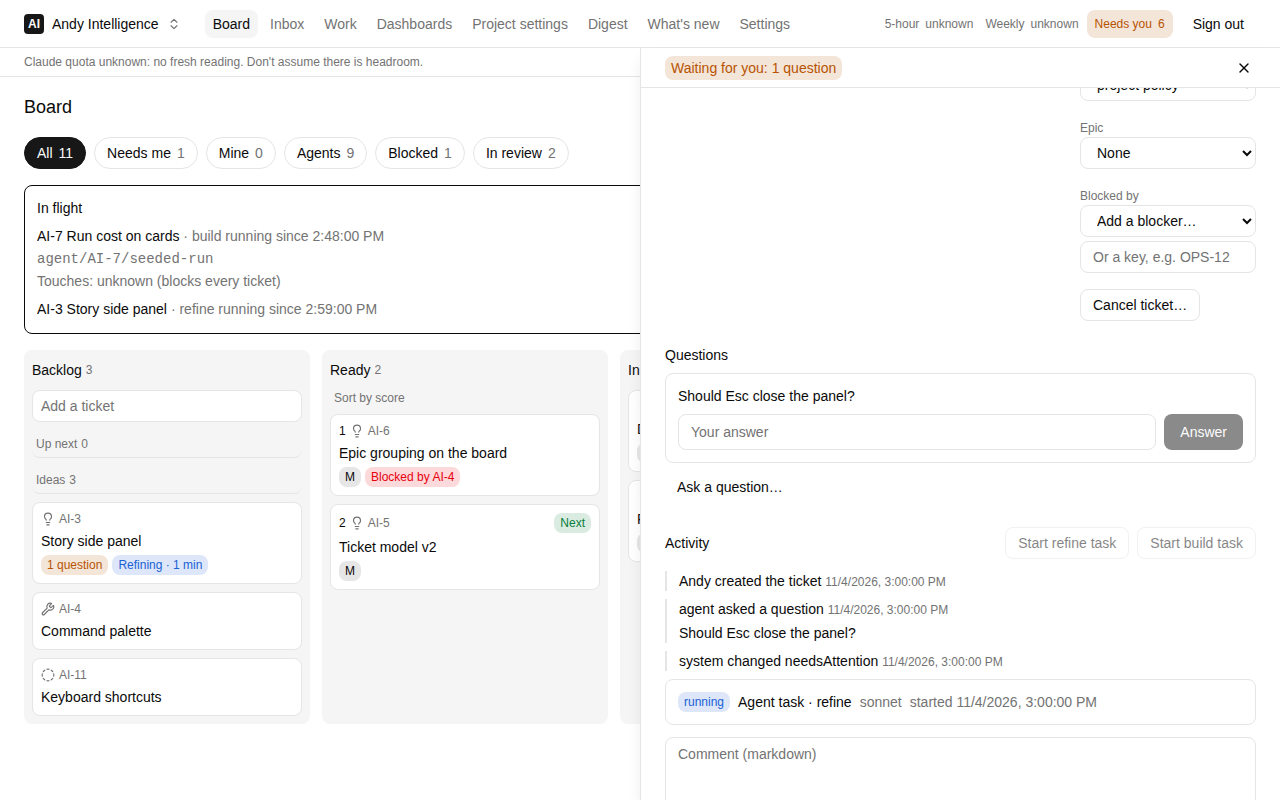 AI Andy Intelligence Board Inbox Work Dashboards Project settings Digest What's new Settings 5-hour unknown Weekly unknown Needs you 6 Sign out
Claude quota unknown: no fresh reading. Don't assume there is headroom.
Board
All 11 Needs me 1 Mine 0 Agents 9 Blocked 1 In review 2
In flight
AI-7 Run cost on cards · build running since 2:48:00 PM
agent/AI-7/seeded-run
Touches: unknown (blocks every ticket)
AI-3 Story side panel · refine running since 2:59:00 PM
Backlog 3
Add a ticket
Up next 0
Ideas 3
AI-3
Story side panel
1 question Refining · 1 min
AI-4
Command palette
AI-11
Keyboard shortcuts
Ready 2
Sort by score
1 AI-6
Epic grouping on the board
M Blocked by AI-4
2 AI-5 Next
Ticket model v2
M
In
Waiting for you: 1 question
project policy
Epic
None
Blocked by
Add a blocker…
Or a key, e.g. OPS-12
Cancel ticket…
Questions
Should Esc close the panel?
Your answer Answer
Ask a question…
Activity Start refine task Start build task
Andy created the ticket 11/4/2026, 3:00:00 PM
agent asked a question 11/4/2026, 3:00:00 PM
Should Esc close the panel?
system changed needsAttention 11/4/2026, 3:00:00 PM
running Agent task · refine sonnet started 11/4/2026, 3:00:00 PM
Comment (markdown)